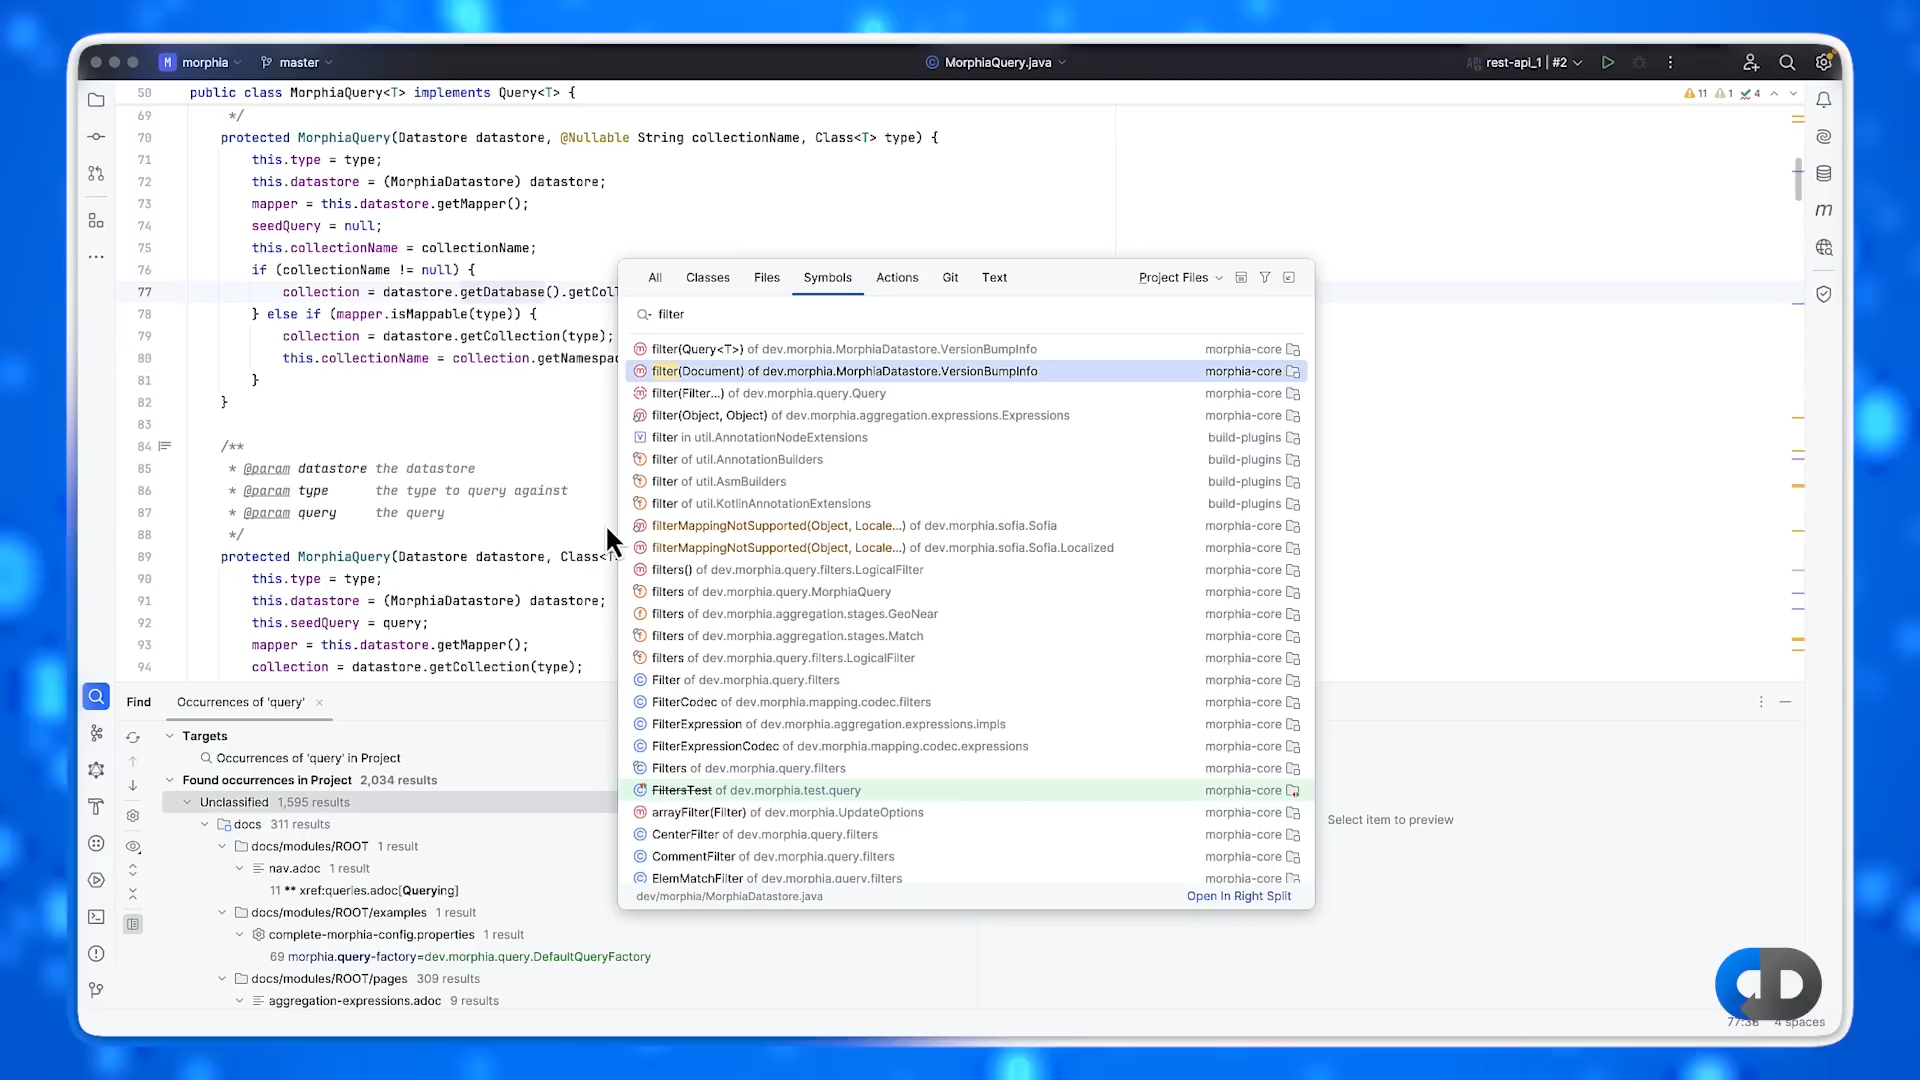 M morphia
master
MorphiaQuery.java
rest-api_1 | #2
50 public class MorphiaQuery<T> implements Query<T> {
11 1 4
69 */
70 protected MorphiaQuery(Datastore datastore, @Nullable String collectionName, Class<T> type) {
71 this.type = type;
72 this.datastore = (MorphiaDatastore) datastore;
73 mapper = this.datastore.getMapper();
74 seedQuery = null;
75 this.collectionName = collectionName;
76 if (collectionName != null) {
77 collection = datastore.getDatabase().getCol
78 } else if (mapper.isMappable(type)) {
79 collection = datastore.getCollection(type);
80 this.collectionName = collection.getNamespac
81 }
82 }
83
84 /**
85 * @param datastore the datastore
86 * @param type the type to query against
87 * @param query the query
88 */
89 protected MorphiaQuery(Datastore datastore, Class<T>
90 this.type = type;
91 this.datastore = (MorphiaDatastore) datastore;
92 this.seedQuery = query;
93 mapper = this.datastore.getMapper();
94 collection = datastore.getCollection(type);
All Classes Files Symbols Actions Git Text Project Files
filter
filter(Query<T>) of dev.morphia.MorphiaDatastore.VersionBumpInfo morphia-core
filter(Document) of dev.morphia.MorphiaDatastore.VersionBumpInfo morphia-core
filter(Filter...) of dev.morphia.query.Query morphia-core
filter(Object, Object) of dev.morphia.aggregation.expressions.Expressions morphia-core
filter in util.AnnotationNodeExtensions build-plugins
filter of util.AnnotationBuilders build-plugins
filter of util.AsmBuilders build-plugins
filter of util.KotlinAnnotationExtensions build-plugins
filterMappingNotSupported(Object, Locale...) of dev.morphia.sofia.Sofia morphia-core
filterMappingNotSupported(Object, Locale...) of dev.morphia.sofia.Sofia.Localized morphia-core
filters() of dev.morphia.query.filters.LogicalFilter morphia-core
filters of dev.morphia.query.MorphiaQuery morphia-core
filters of dev.morphia.aggregation.stages.GeoNear morphia-core
filters of dev.morphia.aggregation.stages.Match morphia-core
filters of dev.morphia.query.filters.LogicalFilter morphia-core
Filter of dev.morphia.query.filters morphia-core
FilterCodec of dev.morphia.mapping.codec.filters morphia-core
FilterExpression of dev.morphia.aggregation.expressions.impls morphia-core
FilterExpressionCodec of dev.morphia.mapping.codec.expressions morphia-core
Filters of dev.morphia.query.filters morphia-core
FiltersTest of dev.morphia.test.query morphia-core
arrayFilter(Filter) of dev.morphia.UpdateOptions morphia-core
CenterFilter of dev.morphia.query.filters morphia-core
CommentFilter of dev.morphia.query.filters morphia-core
ElemMatchFilter of dev.morphia.query.filters morphia-core
dev/morphia/MorphiaDatastore.java Open In Right Split
Find Occurrences of 'query'
Targets
Occurrences of 'query' in Project
Found occurrences in Project 2,034 results
Unclassified 1,595 results
docs 311 results
docs/modules/ROOT 1 result
nav.adoc 1 result
11 ** xref:queries.adoc[Querying]
docs/modules/ROOT/examples 1 result
complete-morphia-config.properties 1 result
69 morphia.query-factory=dev.morphia.query.DefaultQueryFactory
docs/modules/ROOT/pages 309 results
aggregation-expressions.adoc 9 results
Select item to preview
77:38 4 spaces